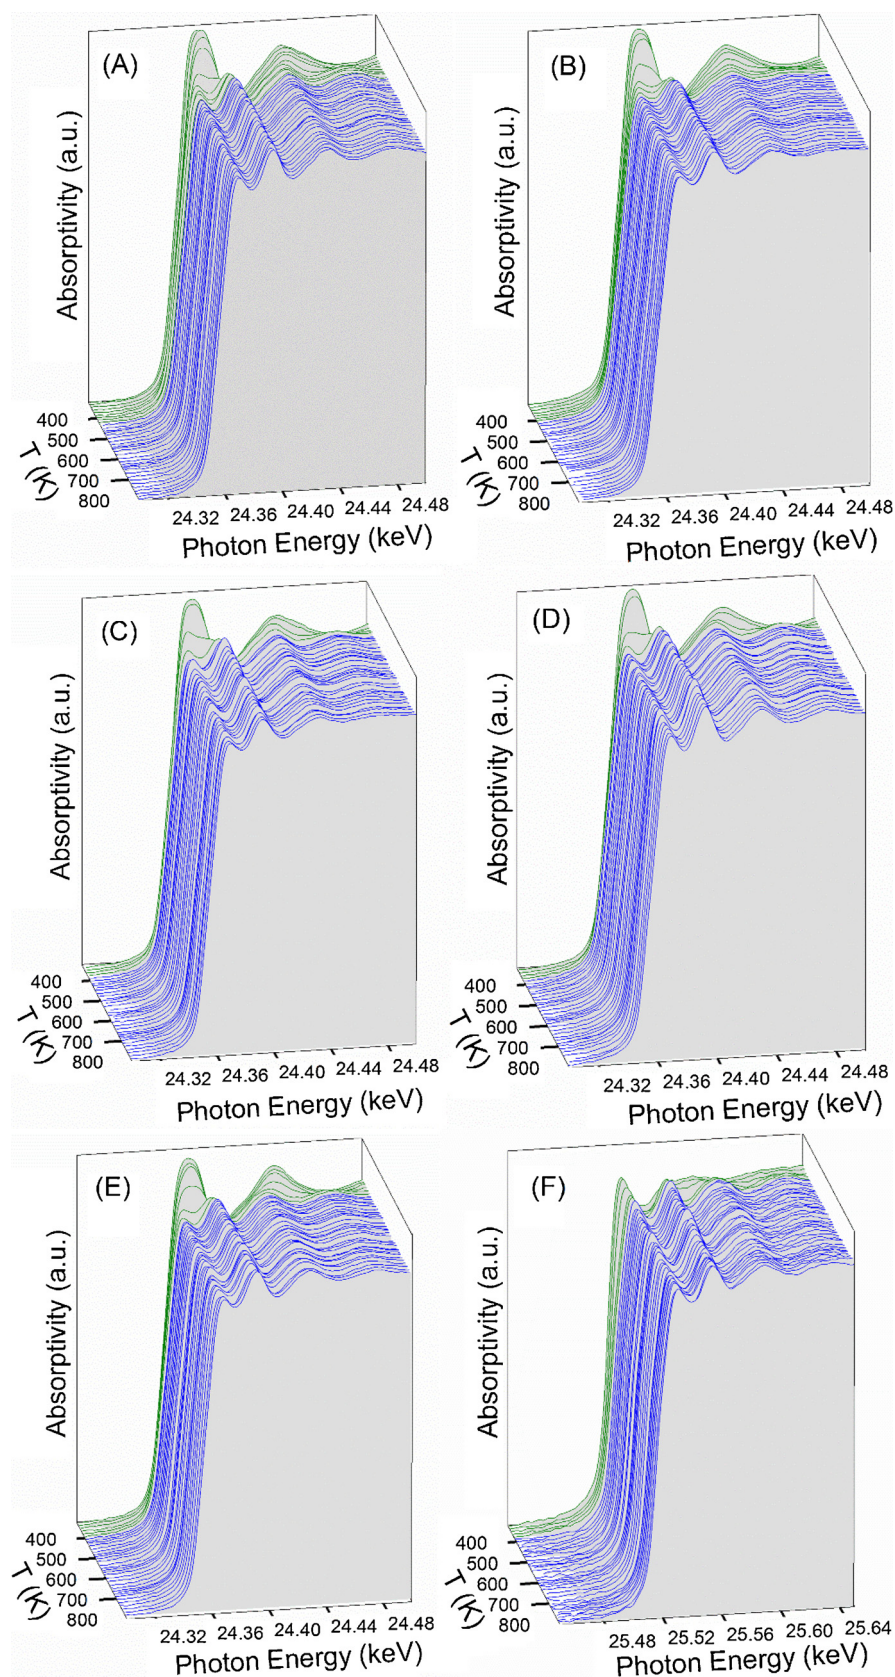 (A)
Absorptivity (a.u.)
400
500
600
700
800
T (K)
24.32 24.36 24.40 24.44 24.48
Photon Energy (keV)
(B)
Absorptivity (a.u.)
400
500
600
700
800
T (K)
24.32 24.36 24.40 24.44 24.48
Photon Energy (keV)
(C)
Absorptivity (a.u.)
400
500
600
700
800
T (K)
24.32 24.36 24.40 24.44 24.48
Photon Energy (keV)
(D)
Absorptivity (a.u.)
400
500
600
700
800
T (K)
24.32 24.36 24.40 24.44 24.48
Photon Energy (keV)
(E)
Absorptivity (a.u.)
400
500
600
700
800
T (K)
24.32 24.36 24.40 24.44 24.48
Photon Energy (keV)
(F)
Absorptivity (a.u.)
400
500
600
700
800
T (K)
25.48 25.52 25.56 25.60 25.64
Photon Energy (keV)